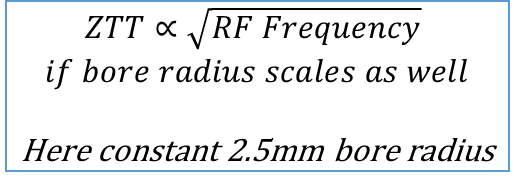 ZTT ∝ √RF Frequency
if bore radius scales as well
Here constant 2.5mm bore radius